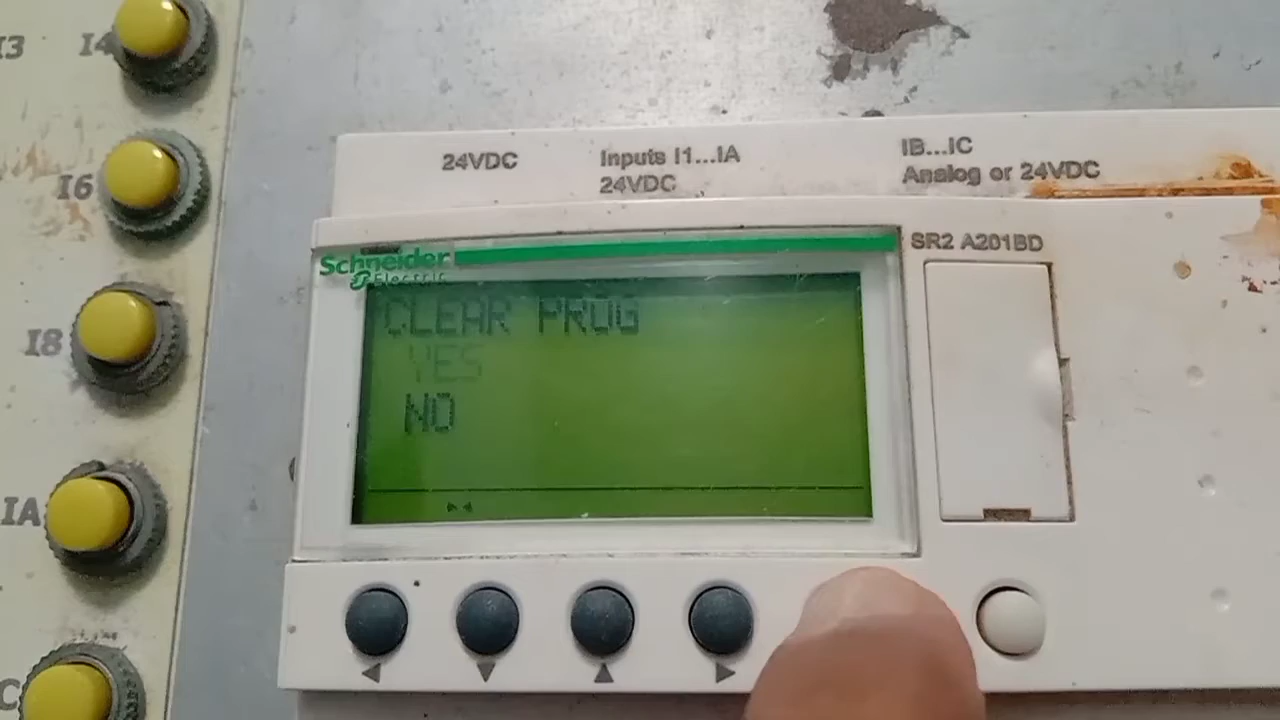 I3
I4
I6
I8
IA
C
24VDC
Inputs I1...IA
24VDC
IB...IC
Analog or 24VDC
SR2 A201BD
Schneider
Electric
CLEAR PROG
YES
NO